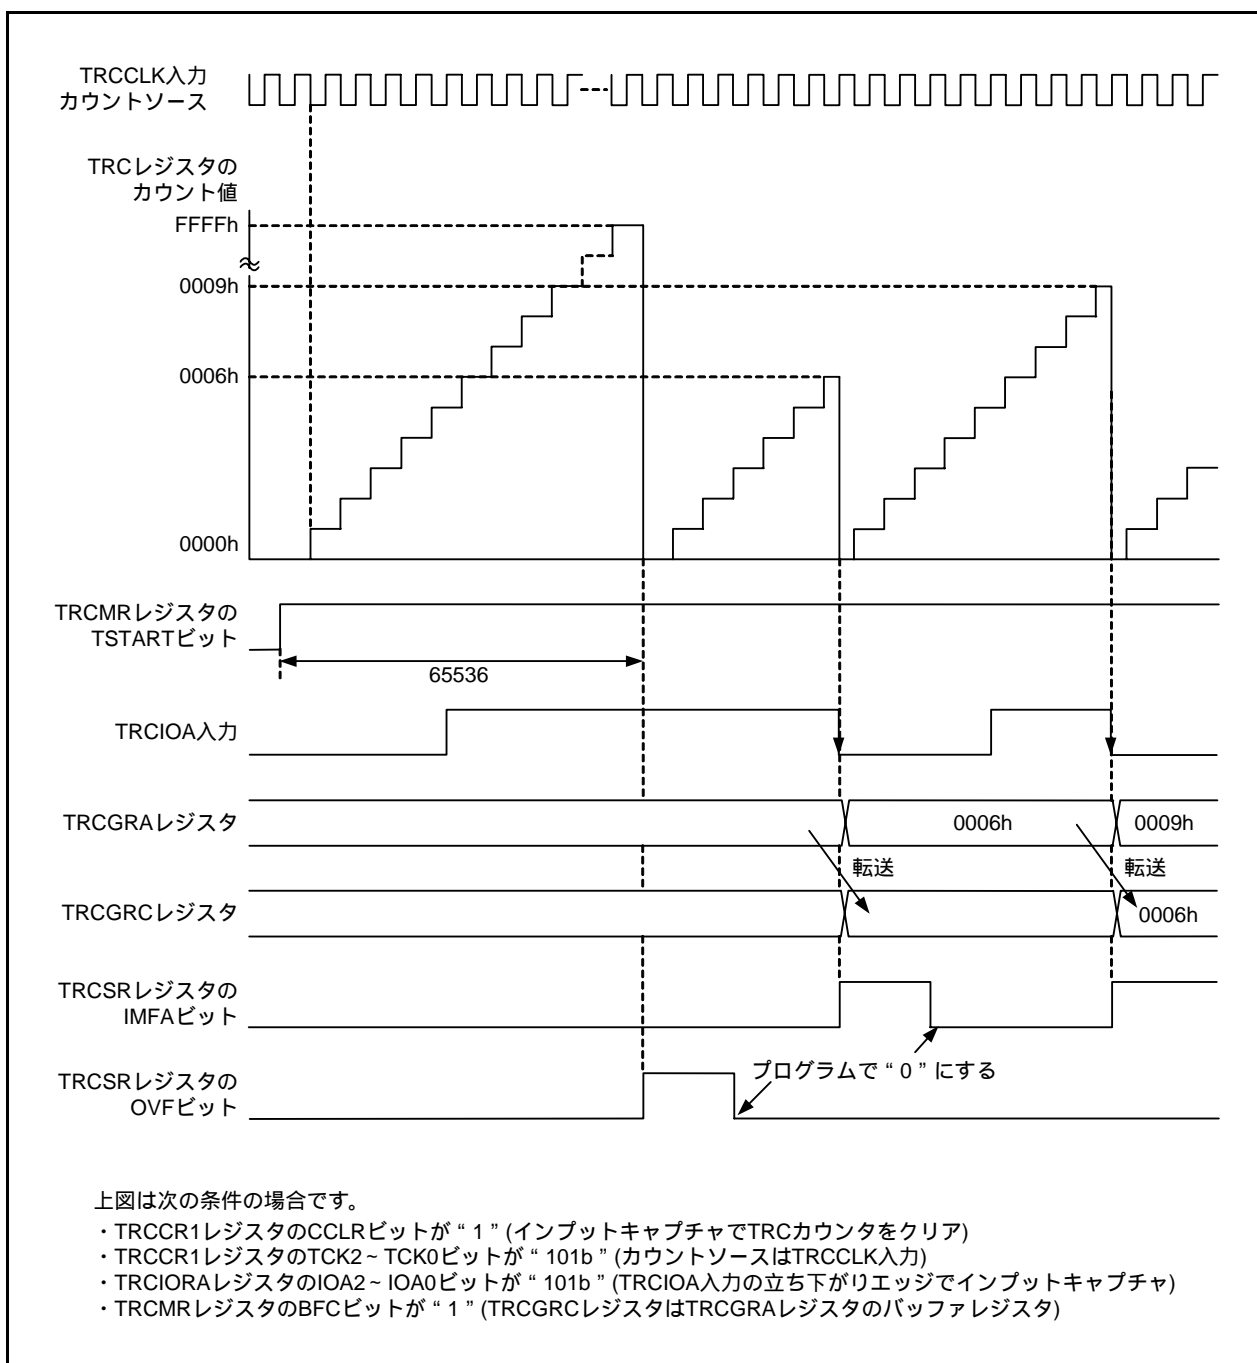 TRCCLK入力
カウントソース
TRCレジスタの
カウント値
FFFFh
0009h
0006h
0000h
TRCMRレジスタの
TSTARTビット
65536
TRCIOA入力
TRCGRAレジスタ
0006h
0009h
転送
転送
TRCGRCレジスタ
0006h
TRCSRレジスタの
IMFAビット
プログラムで“0”にする
TRCSRレジスタの
OVFビット
上図は次の条件の場合です。
・TRCCR1レジスタのCCLRビットが“1”(インプットキャプチャでTRCカウンタをクリア)
・TRCCR1レジスタのTCK2~TCK0ビットが“101b”(カウントソースはTRCCLK入力)
・TRCIORAレジスタのIOA2~IOA0ビットが“101b”(TRCIOA入力の立ち下がりエッジでインプットキャプチャ)
・TRCMRレジスタのBFCビットが“1”(TRCGRCレジスタはTRCGRAレジスタのバッファレジスタ)